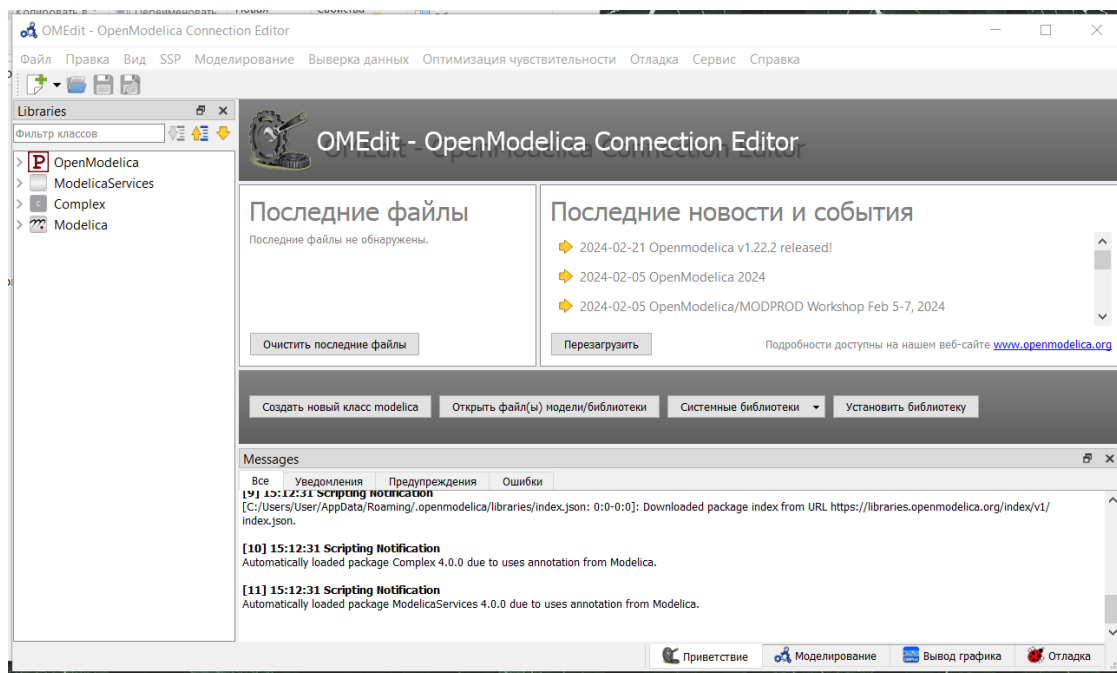 OMEdit - OpenModelica Connection Editor
Файл Правка Вид SSP Моделирование Выверка данных Оптимизация чувствительности Отладка Сервис Справка
Libraries
Фильтр классов
P OpenModelica
ModelicaServices
C Complex
Modelica
OMEdit - OpenModelica Connection Editor
Последние файлы
Последние файлы не обнаружены.
Очистить последние файлы
Последние новости и события
2024-02-21 Openmodelica v1.22.2 released!
2024-02-05 OpenModelica 2024
2024-02-05 OpenModelica/MODPROD Workshop Feb 5-7, 2024
Перезагрузить
Подробности доступны на нашем веб-сайте www.openmodelica.org
Создать новый класс modelica Открыть файл(ы) модели/библиотеки Системные библиотеки Установить библиотеку
Messages
Все Уведомления Предупреждения Ошибки
[9] 15:12:31 Scripting Notification
[C:/Users/User/AppData/Roaming/.openmodelica/libraries/index.json: 0:0-0:0]: Downloaded package index from URL https://libraries.openmodelica.org/index/v1/
index.json.
[10] 15:12:31 Scripting Notification
Automatically loaded package Complex 4.0.0 due to uses annotation from Modelica.
[11] 15:12:31 Scripting Notification
Automatically loaded package ModelicaServices 4.0.0 due to uses annotation from Modelica.
Приветствие Моделирование Вывод графика Отладка